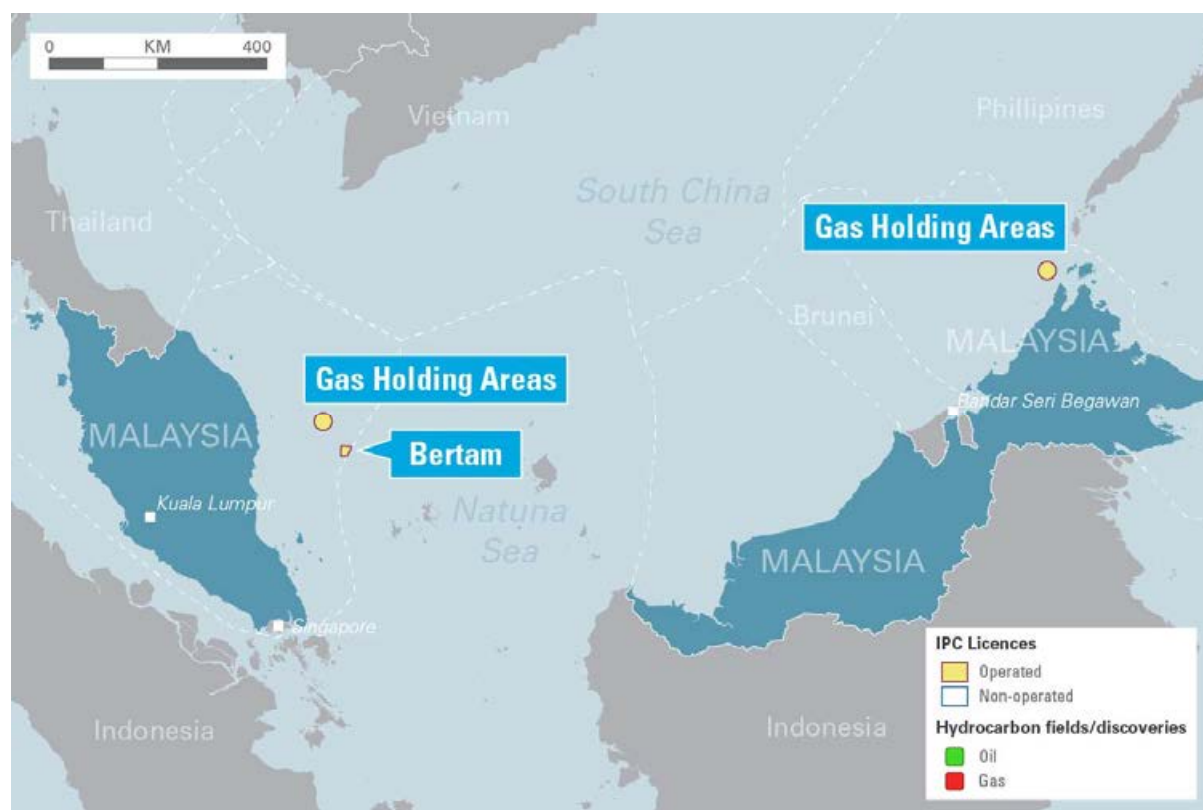 0 KM 400
Vietnam
Phillipines
South China
Sea
Thailand
Gas Holding Areas
Brunei
MALAYSIA
Gas Holding Areas
Bandar Seri Begawan
MALAYSIA
Bertam
Kuala Lumpur
Natuna
Sea
MALAYSIA
Singapore
Indonesia
Indonesia
IPC Licences
Operated
Non-operated
Hydrocarbon fields/discoveries
Oil
Gas